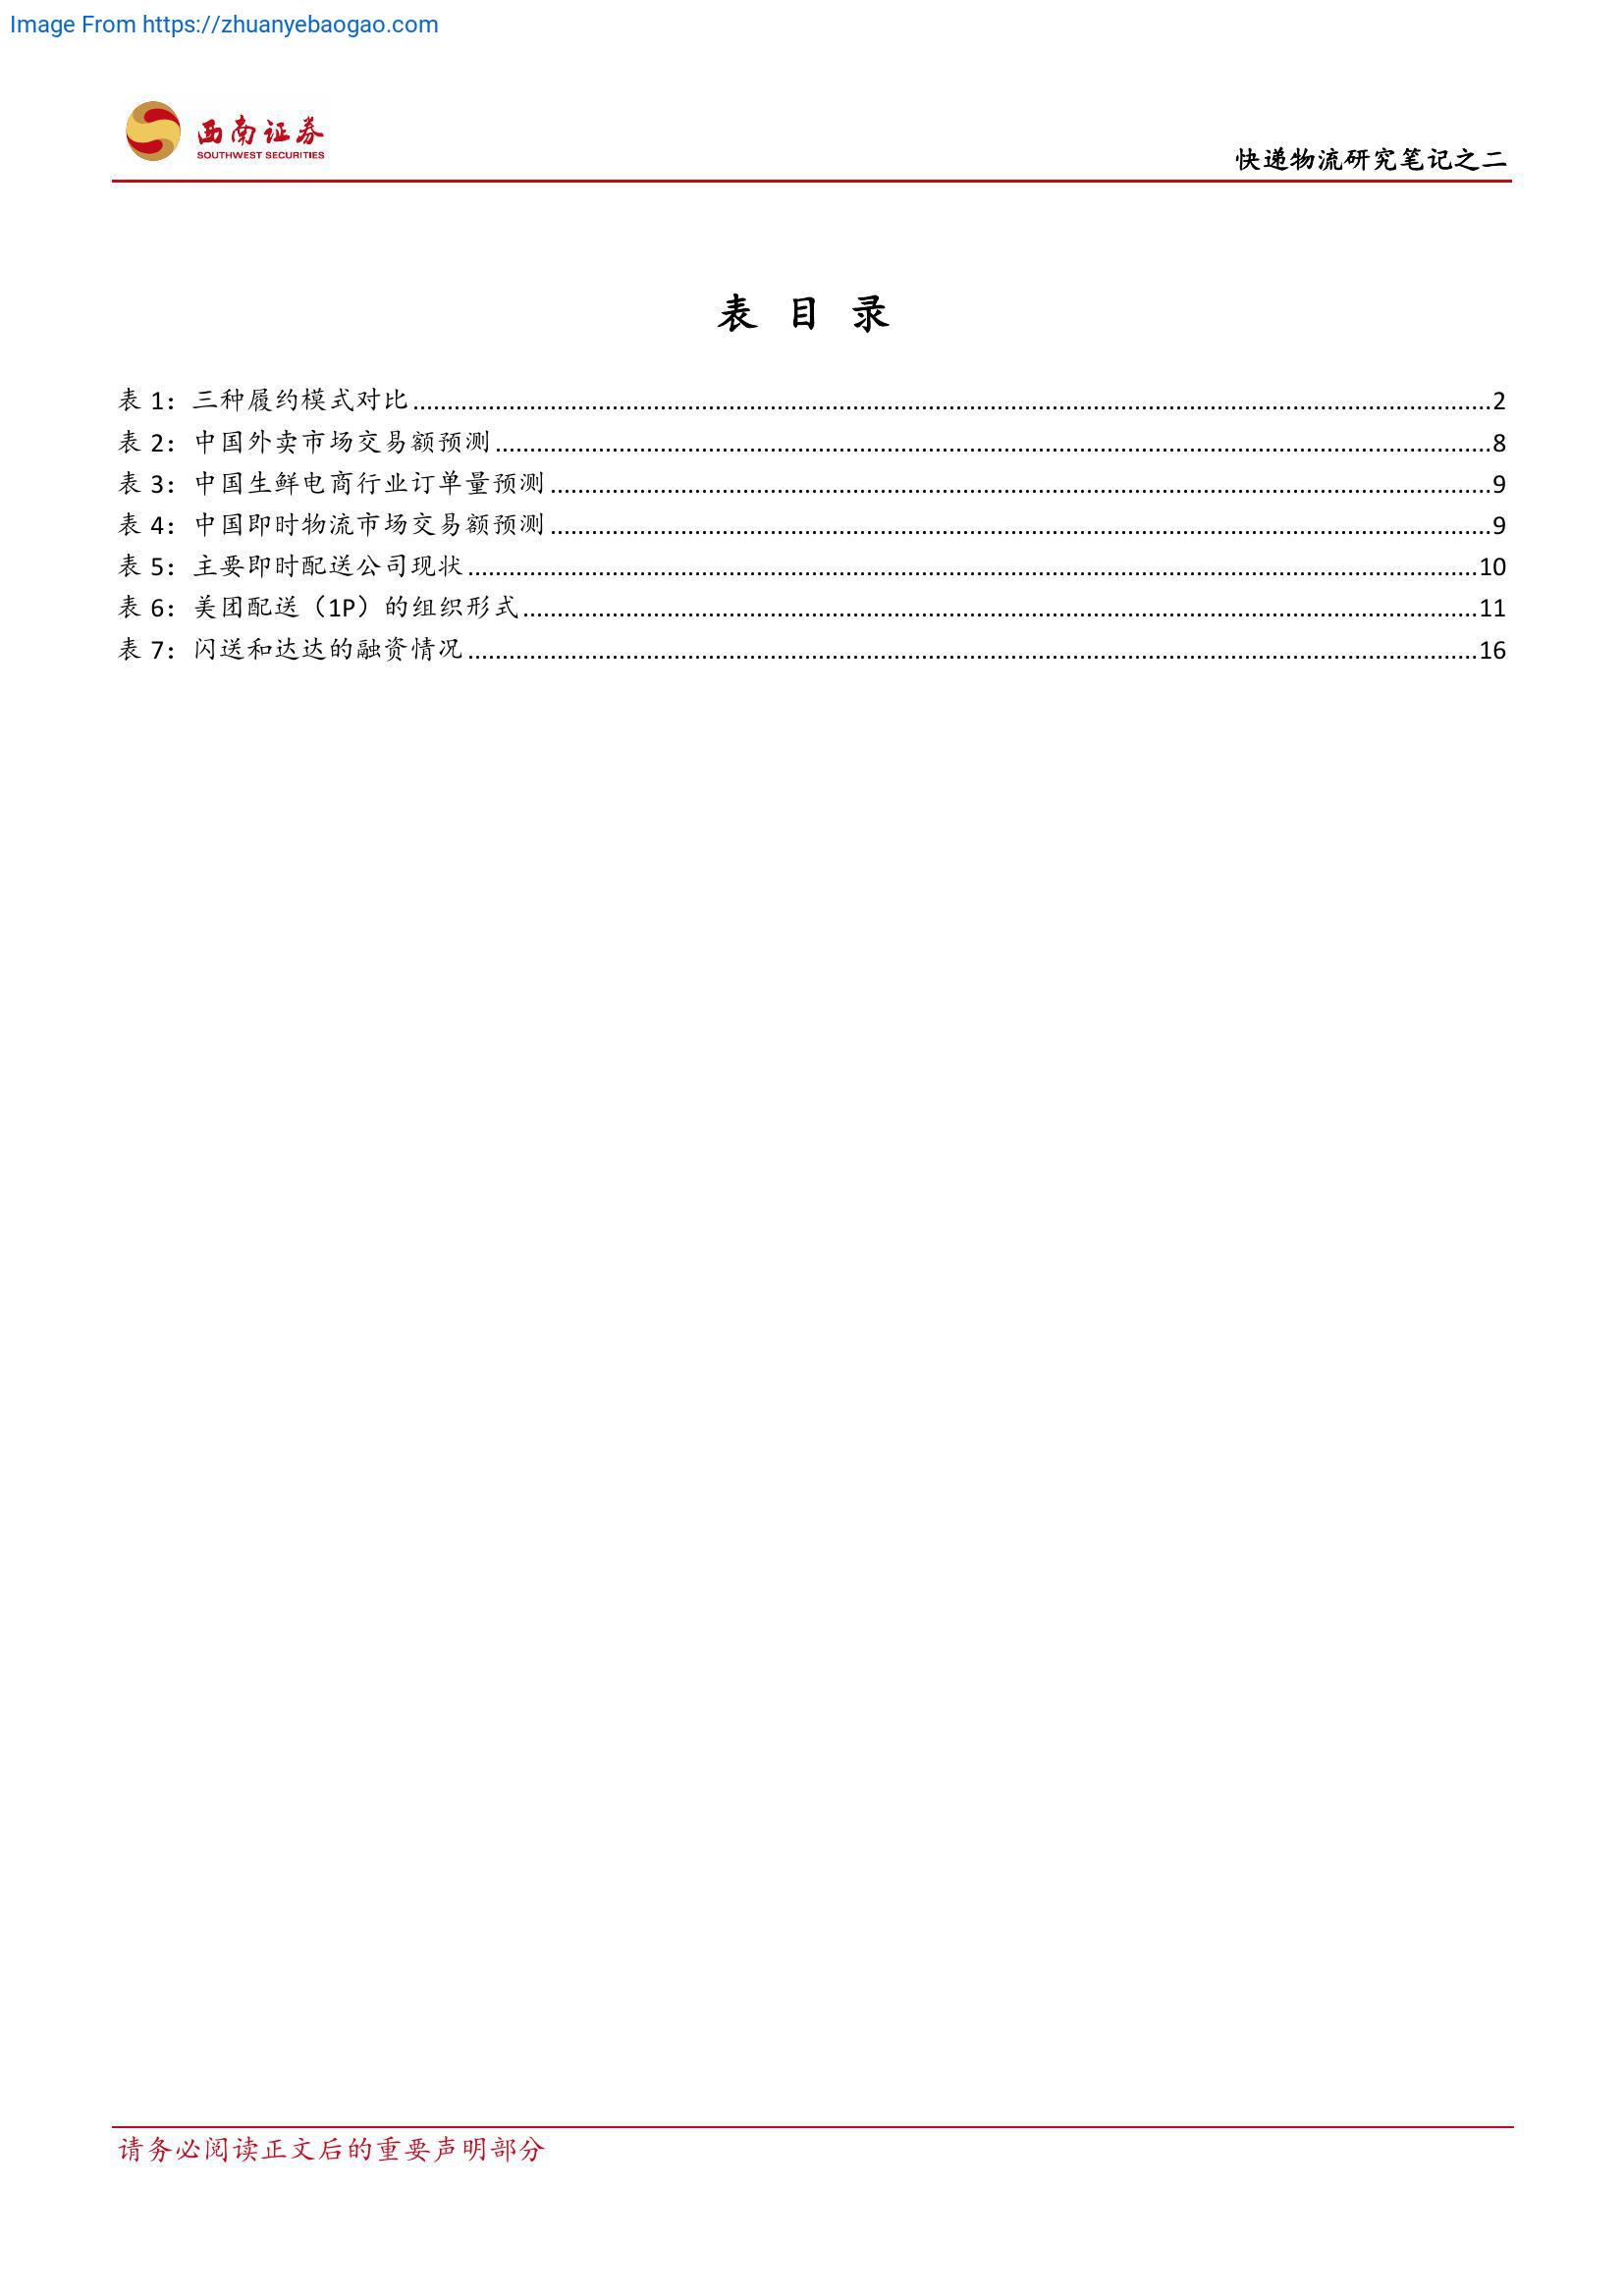 Image From https://zhuanyebaogao.com
西南证券
SOUTHWEST SECURITIES
快递物流研究笔记之二
表 目 录
表 1：三种履约模式对比........................2
表 2：中国外卖市场交易额预测........................8
表 3：中国生鲜电商行业订单量预测........................9
表 4：中国即时物流市场交易额预测........................9
表 5：主要即时配送公司现状........................10
表 6：美团配送（1P）的组织形式........................11
表 7：闪送和达达的融资情况........................16
请务必阅读正文后的重要声明部分